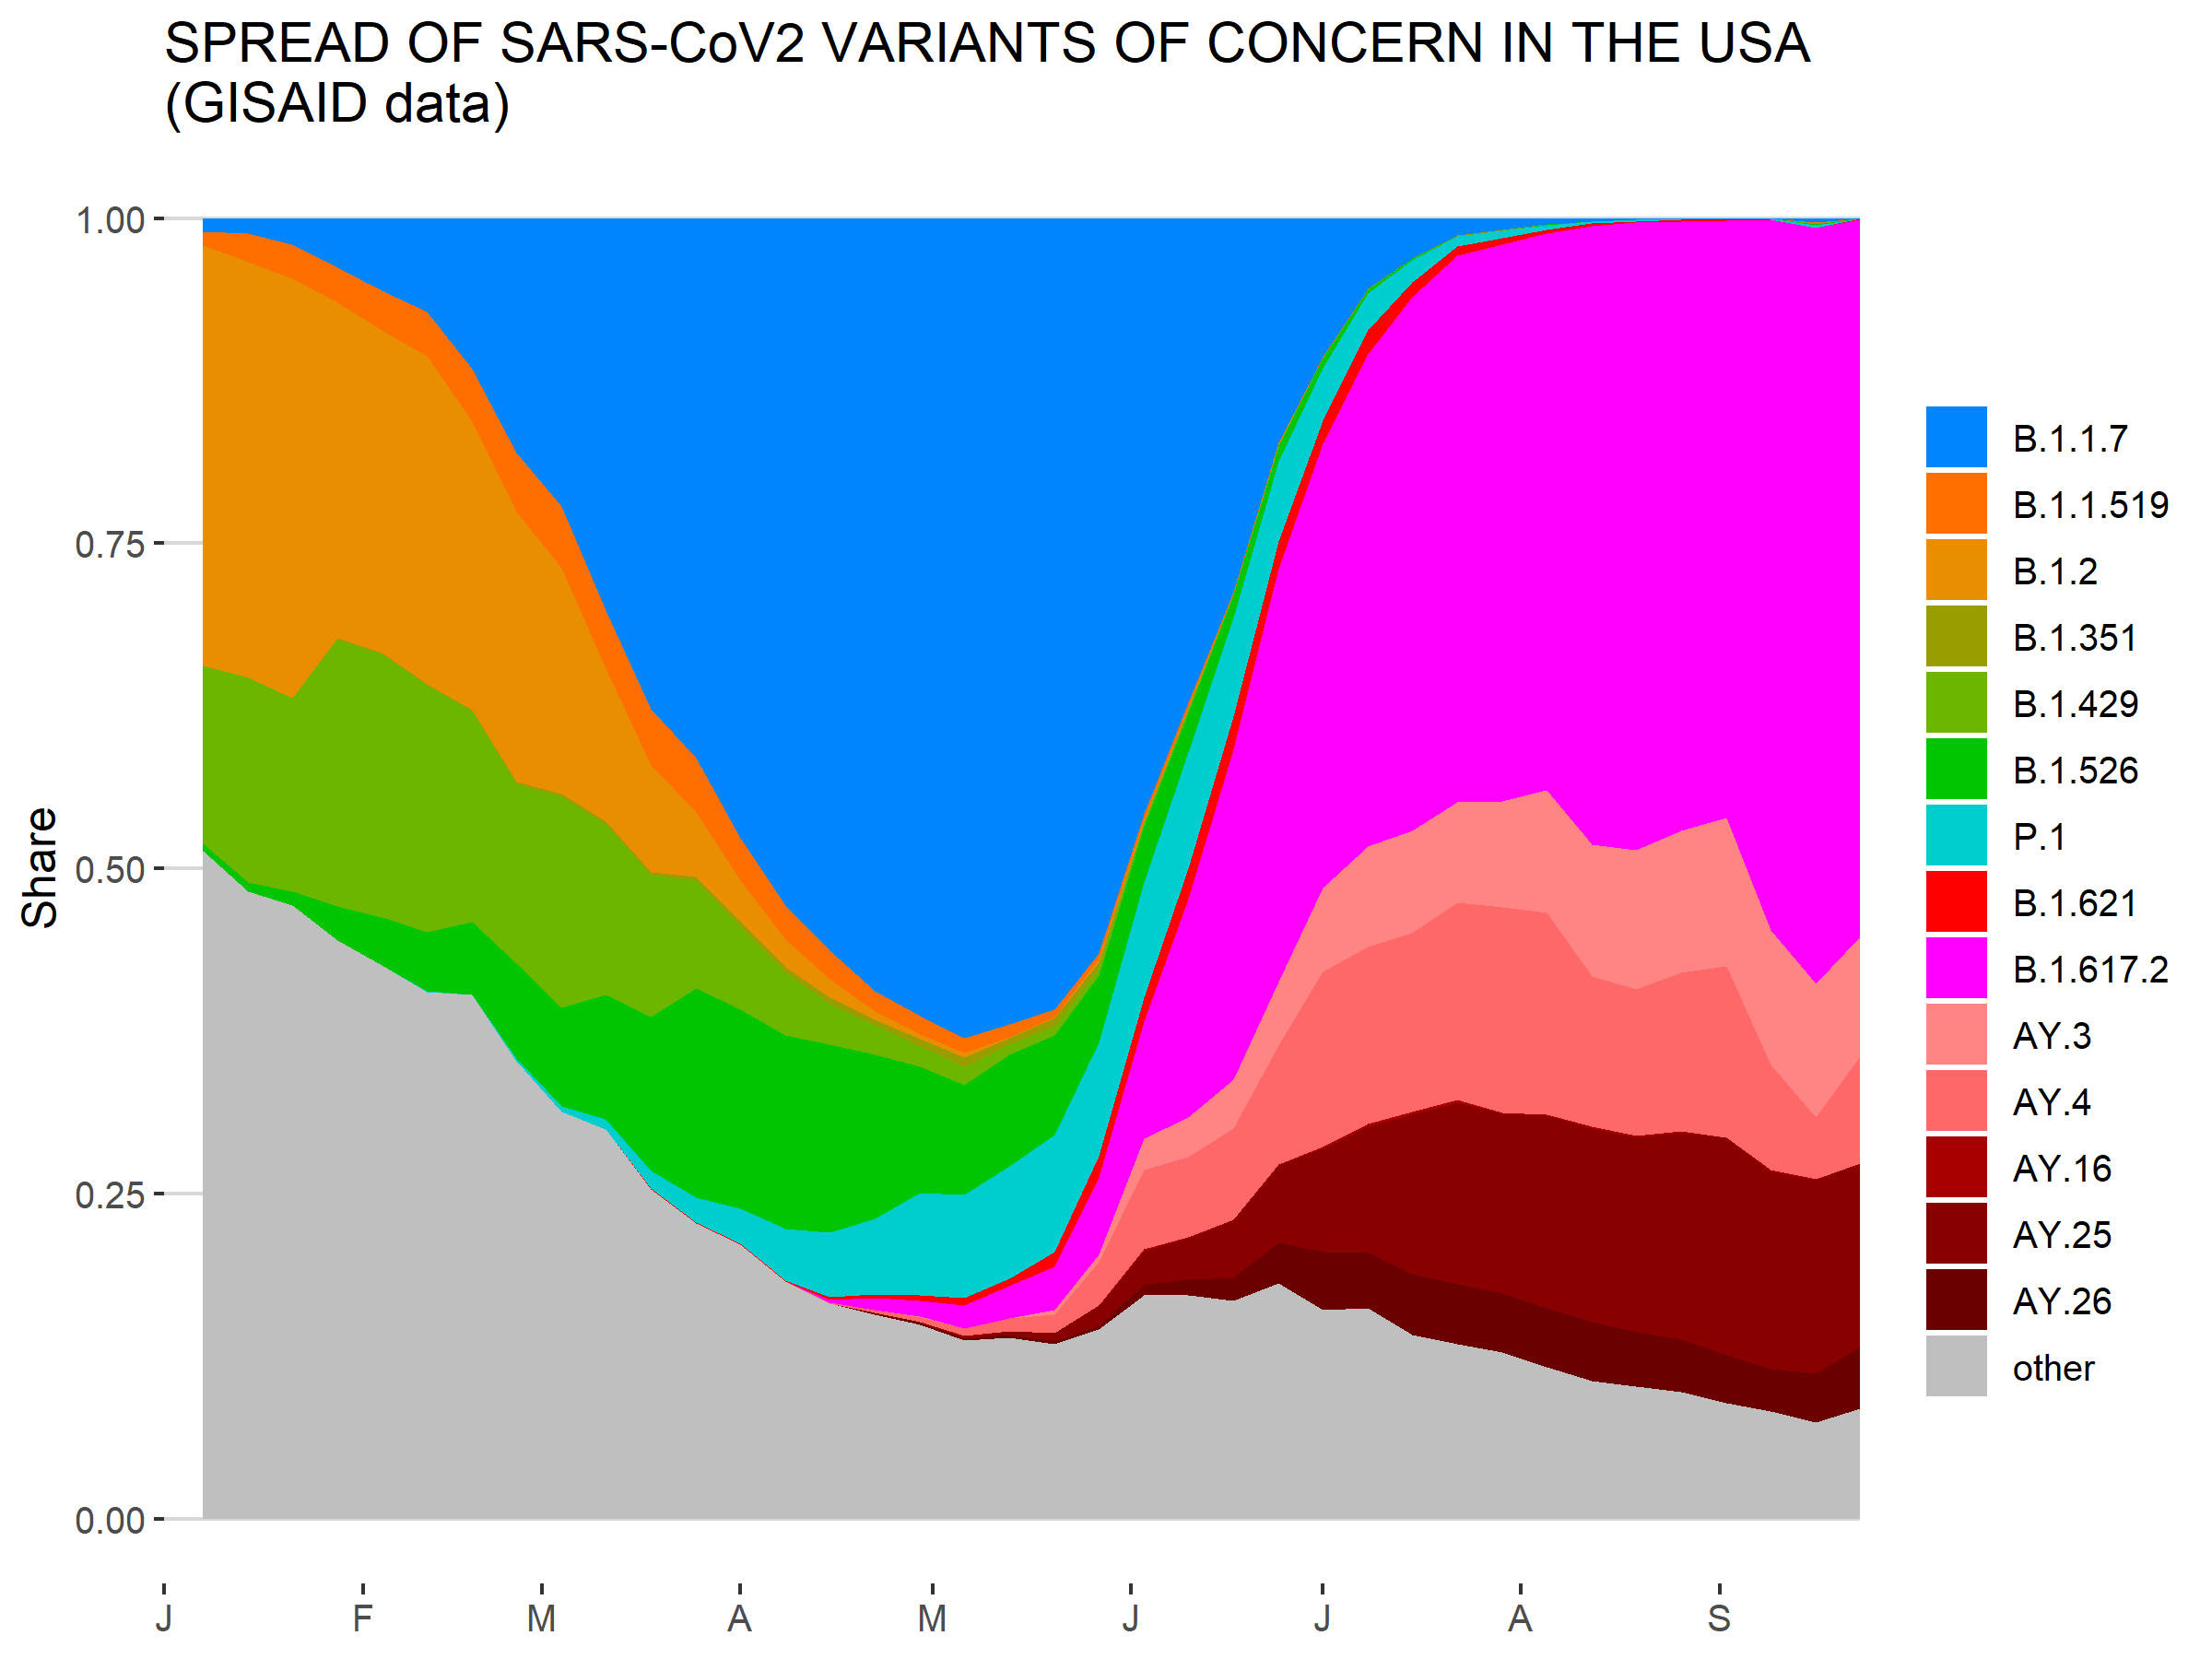 SPREAD OF SARS-CoV2 VARIANTS OF CONCERN IN THE USA
(GISAID data)
Share
1.00
0.75
0.50
0.25
0.00
J F M A M J J A S
B.1.1.7
B.1.1.519
B.1.2
B.1.351
B.1.429
B.1.526
P.1
B.1.621
B.1.617.2
AY.3
AY.4
AY.16
AY.25
AY.26
other